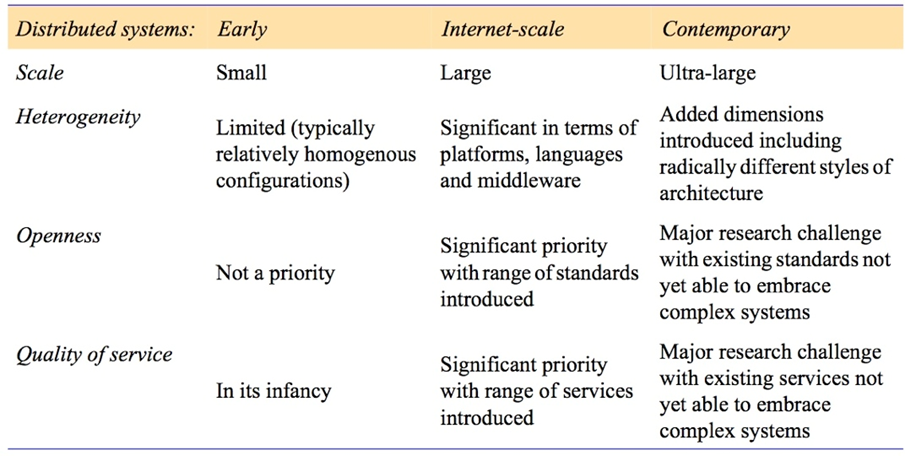 Distributed systems: Early Internet-scale Contemporary
Scale Small Large Ultra-large
Heterogeneity
Limited (typically
relatively homogenous
configurations)
Significant in terms of
platforms, languages
and middleware
Added dimensions
introduced including
radically different styles of
architecture
Openness
Not a priority
Significant priority
with range of standards
introduced
Major research challenge
with existing standards not
yet able to embrace
complex systems
Quality of service
In its infancy
Significant priority
with range of services
introduced
Major research challenge
with existing services not
yet able to embrace
complex systems